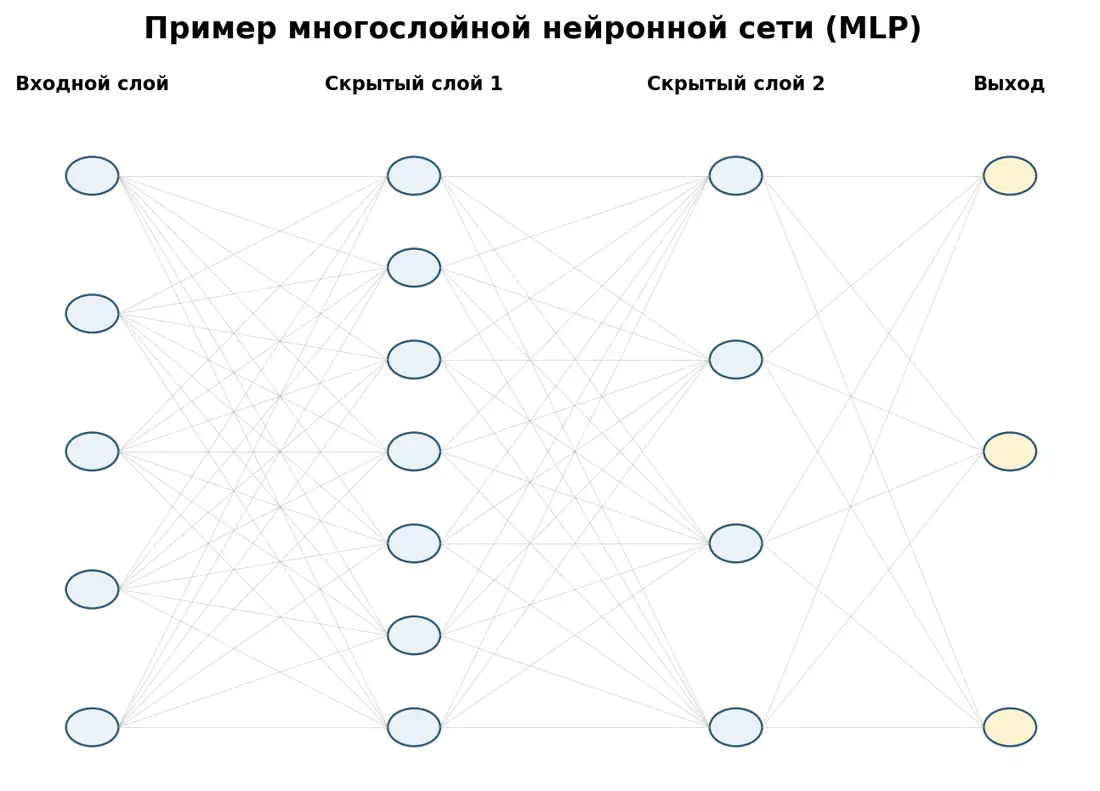 Пример многослойной нейронной сети (MLP)
Входной слой
Скрытый слой 1
Скрытый слой 2
Выход